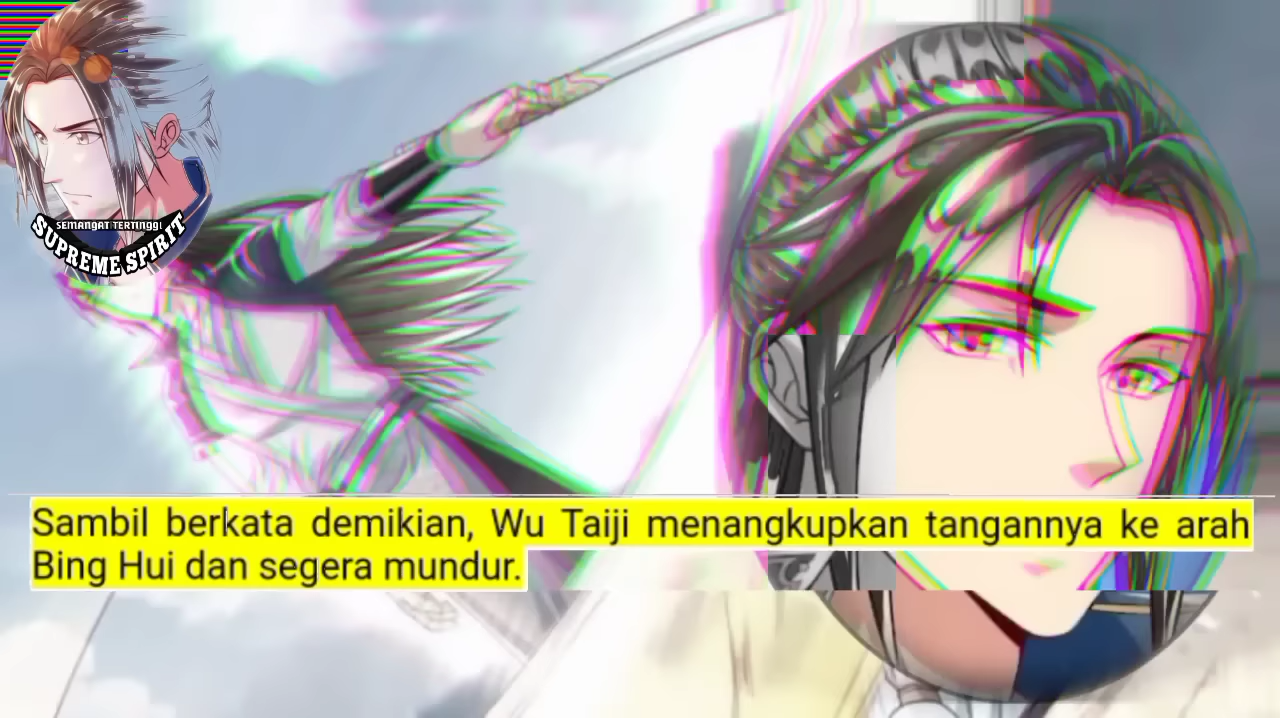 SEMANGAT TERTINGGI
SUPREME SPIRIT
Sambil berkata demikian, Wu Taiji menangkupkan tangannya ke arah
Bing Hui dan segera mundur.